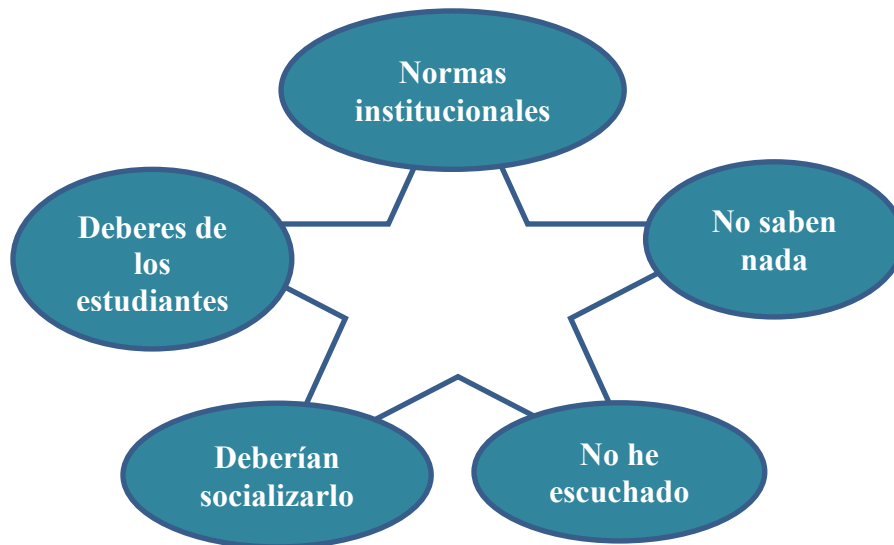 Normas
institucionales
Deberes de
los
estudiantes
No saben
nada
Deberían
socializarlo
No he
escuchado